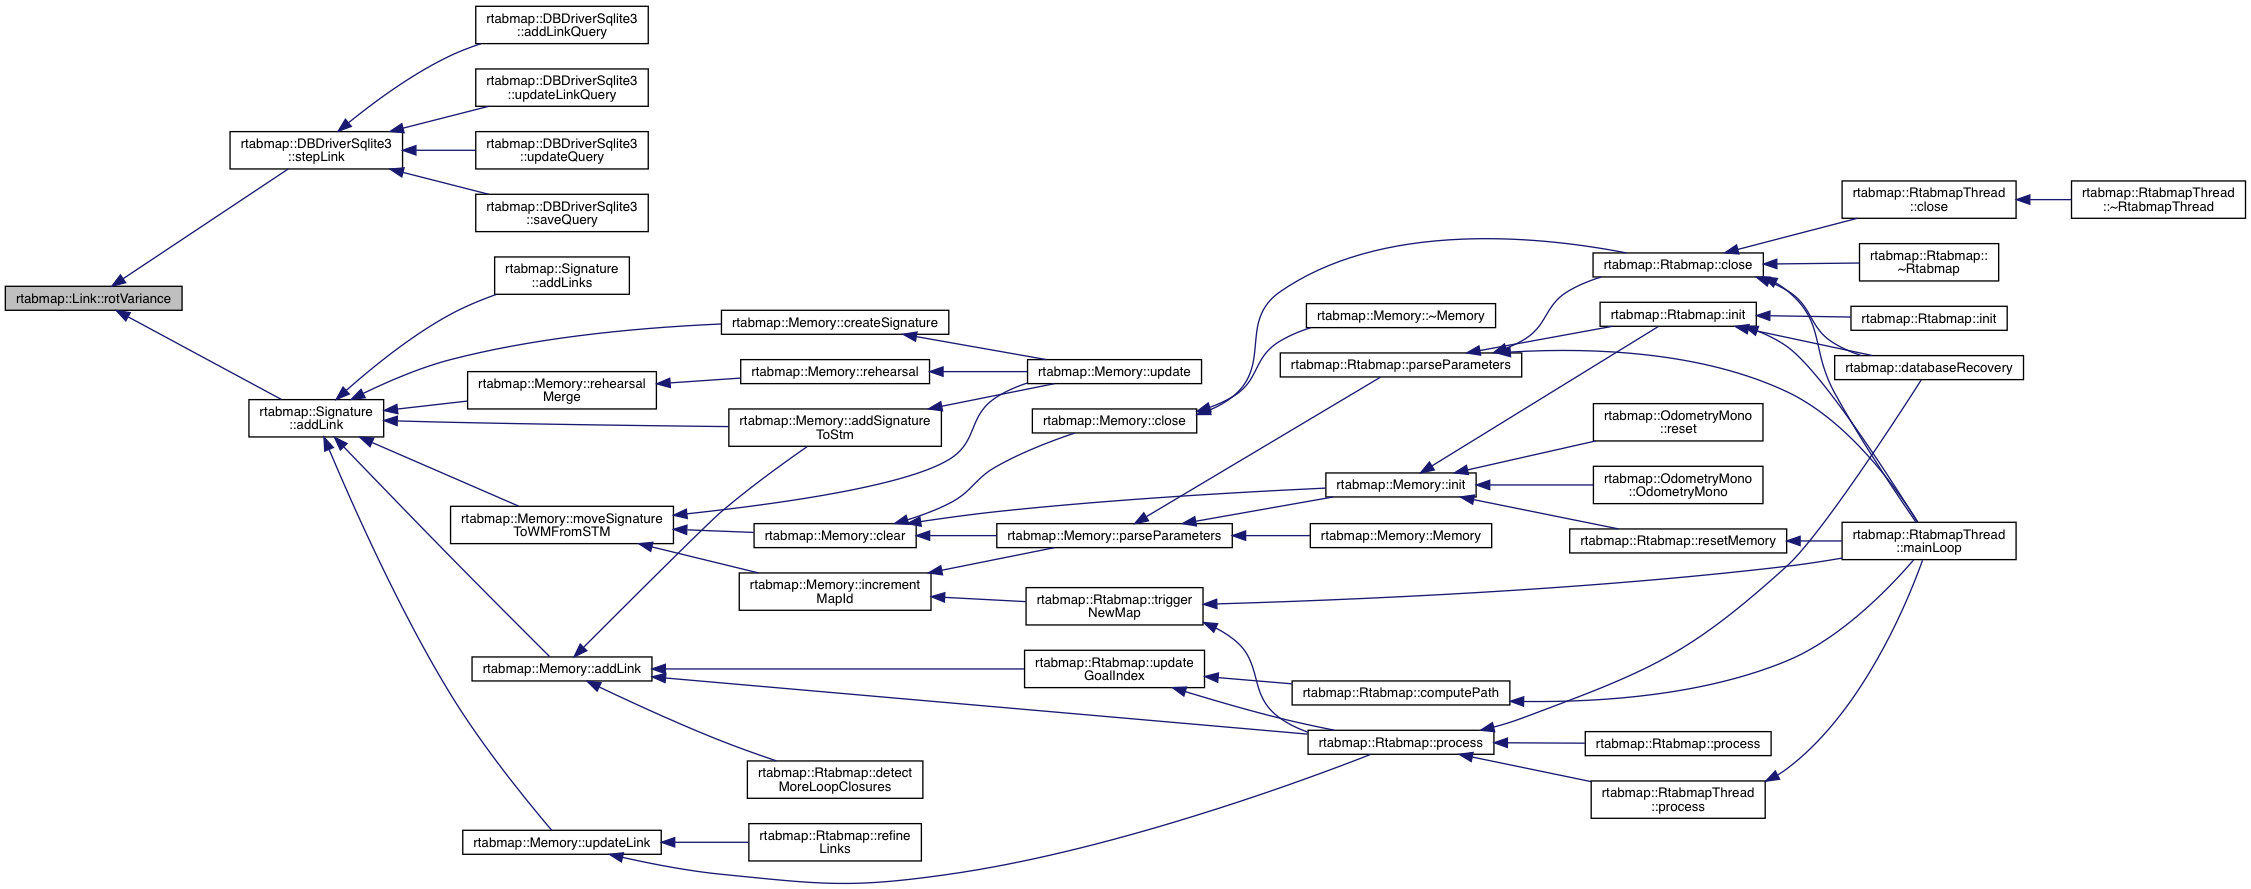 rtabmap::DBDriverSqlite3
::addLinkQuery
rtabmap::DBDriverSqlite3
::updateLinkQuery
rtabmap::DBDriverSqlite3
::stepLink
rtabmap::DBDriverSqlite3
::updateQuery
rtabmap::DBDriverSqlite3
::saveQuery
rtabmap::Link::rotVariance
rtabmap::Signature
::addLinks
rtabmap::Memory::createSignature
rtabmap::Memory::rehearsal
Merge
rtabmap::Memory::rehearsal
rtabmap::Memory::update
rtabmap::Signature
::addLink
rtabmap::Memory::addSignature
ToStm
rtabmap::Memory::close
rtabmap::Memory::moveSignature
ToWMFromSTM
rtabmap::Memory::clear
rtabmap::Memory::increment
MapId
rtabmap::Memory::parseParameters
rtabmap::Rtabmap::trigger
NewMap
rtabmap::Memory::addLink
rtabmap::Rtabmap::update
GoalIndex
rtabmap::Rtabmap::detect
MoreLoopClosures
rtabmap::Memory::updateLink
rtabmap::Rtabmap::refine
Links
rtabmap::Memory::~Memory
rtabmap::Rtabmap::parseParameters
rtabmap::Memory::init
rtabmap::Memory::Memory
rtabmap::Rtabmap::computePath
rtabmap::Rtabmap::process
rtabmap::Rtabmap::close
rtabmap::Rtabmap::init
rtabmap::OdometryMono
::reset
rtabmap::OdometryMono
::OdometryMono
rtabmap::Rtabmap::resetMemory
rtabmap::Rtabmap::process
rtabmap::RtabmapThread
::process
rtabmap::RtabmapThread
::close
rtabmap::RtabmapThread
::~RtabmapThread
rtabmap::Rtabmap::
~Rtabmap
rtabmap::Rtabmap::init
rtabmap::databaseRecovery
rtabmap::RtabmapThread
::mainLoop